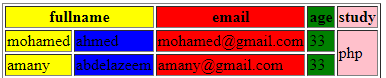 fullname email age study
mohamed ahmed mohamed@gmail.com 33 php
amany abdelazeem amany@gmail.com 33